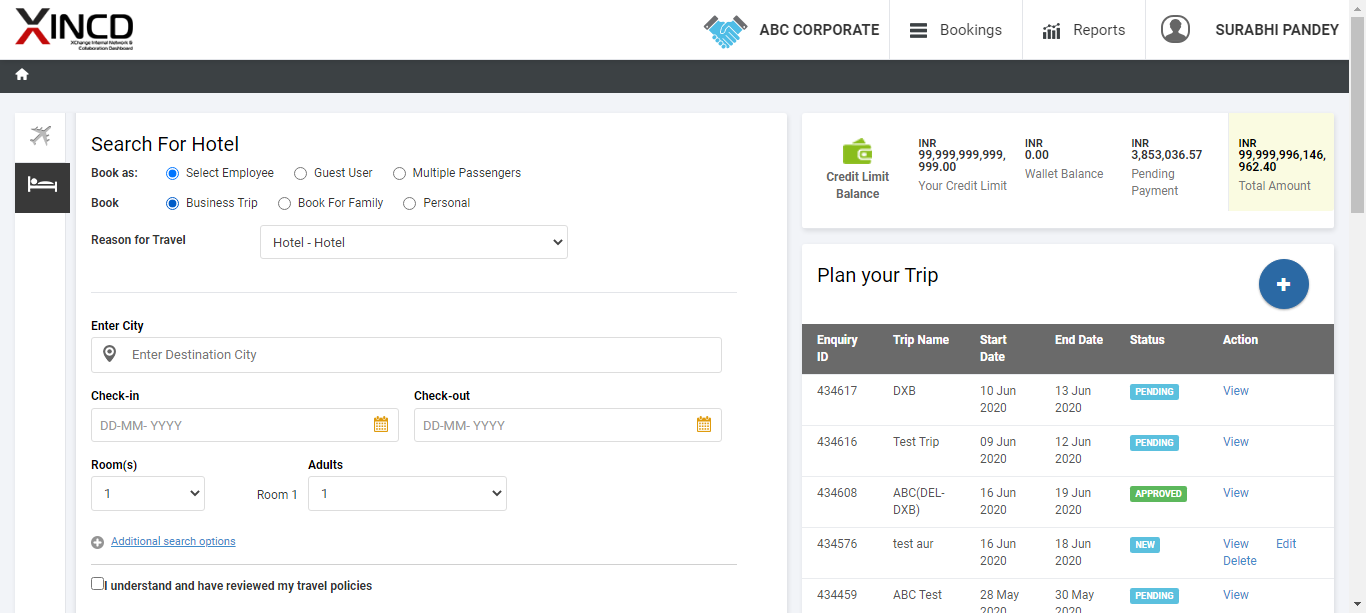 XINCD
XChange Internal Network &
Collaboration Dashboard
ABC CORPORATE
Bookings
Reports
SURABHI PANDEY
Search For Hotel
Book as: Select Employee Guest User Multiple Passengers
Book Business Trip Book For Family Personal
Reason for Travel Hotel - Hotel
Enter City
Enter Destination City
Check-in Check-out
DD-MM- YYYY DD-MM- YYYY
Room(s) Adults
1 Room 1 1
Additional search options
I understand and have reviewed my travel policies
Credit Limit
Balance
INR
99,999,999,999,
999.00
Your Credit Limit
INR
0.00
Wallet Balance
INR
3,853,036.57
Pending
Payment
INR
99,999,996,146,
962.40
Total Amount
Plan your Trip
Enquiry Trip Name Start End Date Status Action
ID Date
434617 DXB 10 Jun 13 Jun PENDING View
2020 2020
434616 Test Trip 09 Jun 12 Jun PENDING View
2020 2020
434608 ABC(DEL- 16 Jun 19 Jun APPROVED View
DXB) 2020 2020
434576 test aur 16 Jun 18 Jun NEW View Edit
2020 2020 Delete
434459 ABC Test 28 May 30 May PENDING View
2020 2020